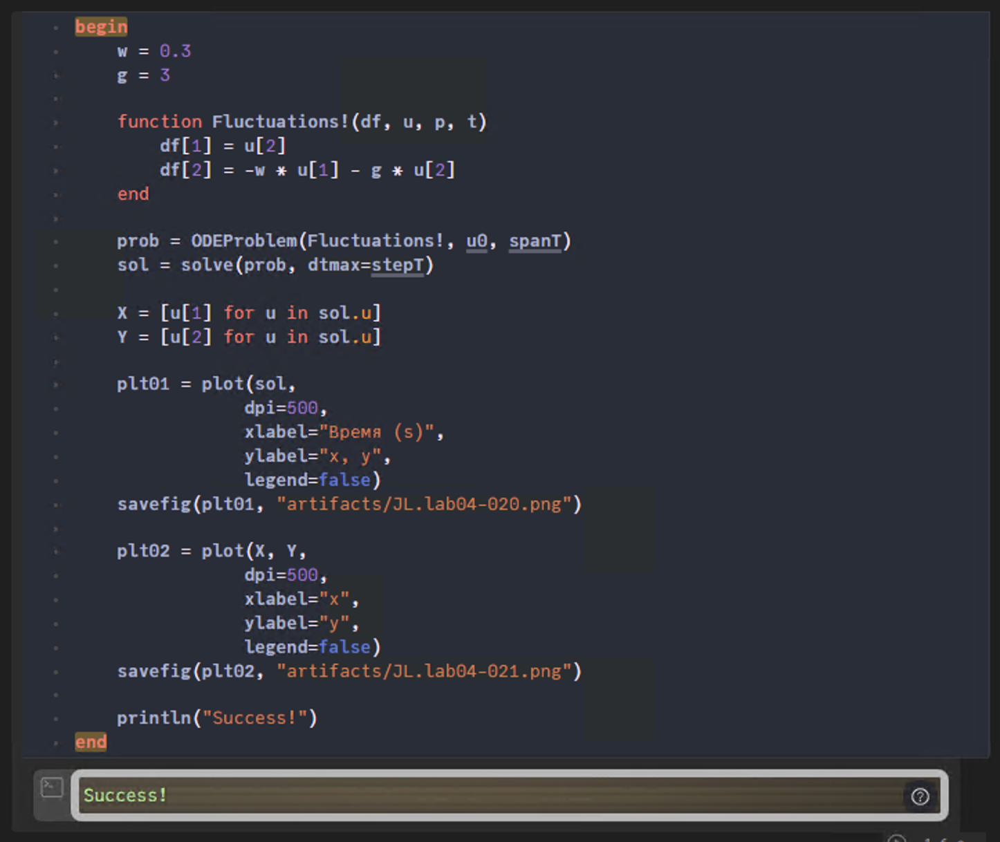 begin
    w = 0.3
    g = 3
    function Fluctuations!(df, u, p, t)
        df[1] = u[2]
        df[2] = -w * u[1] - g * u[2]
    end
    prob = ODEProblem(Fluctuations!, u0, spanT)
    sol = solve(prob, dtmax=stepT)
    X = [u[1] for u in sol.u]
    Y = [u[2] for u in sol.u]
    plt01 = plot(sol,
                dpi=500,
                xlabel="Время (s)",
                ylabel="x, y",
                legend=false)
    savefig(plt01, "artifacts/JL.lab04-020.png")
    plt02 = plot(X, Y,
                dpi=500,
                xlabel="x",
                ylabel="y",
                legend=false)
    savefig(plt02, "artifacts/JL.lab04-021.png")
    println("Success!")
end
Success!